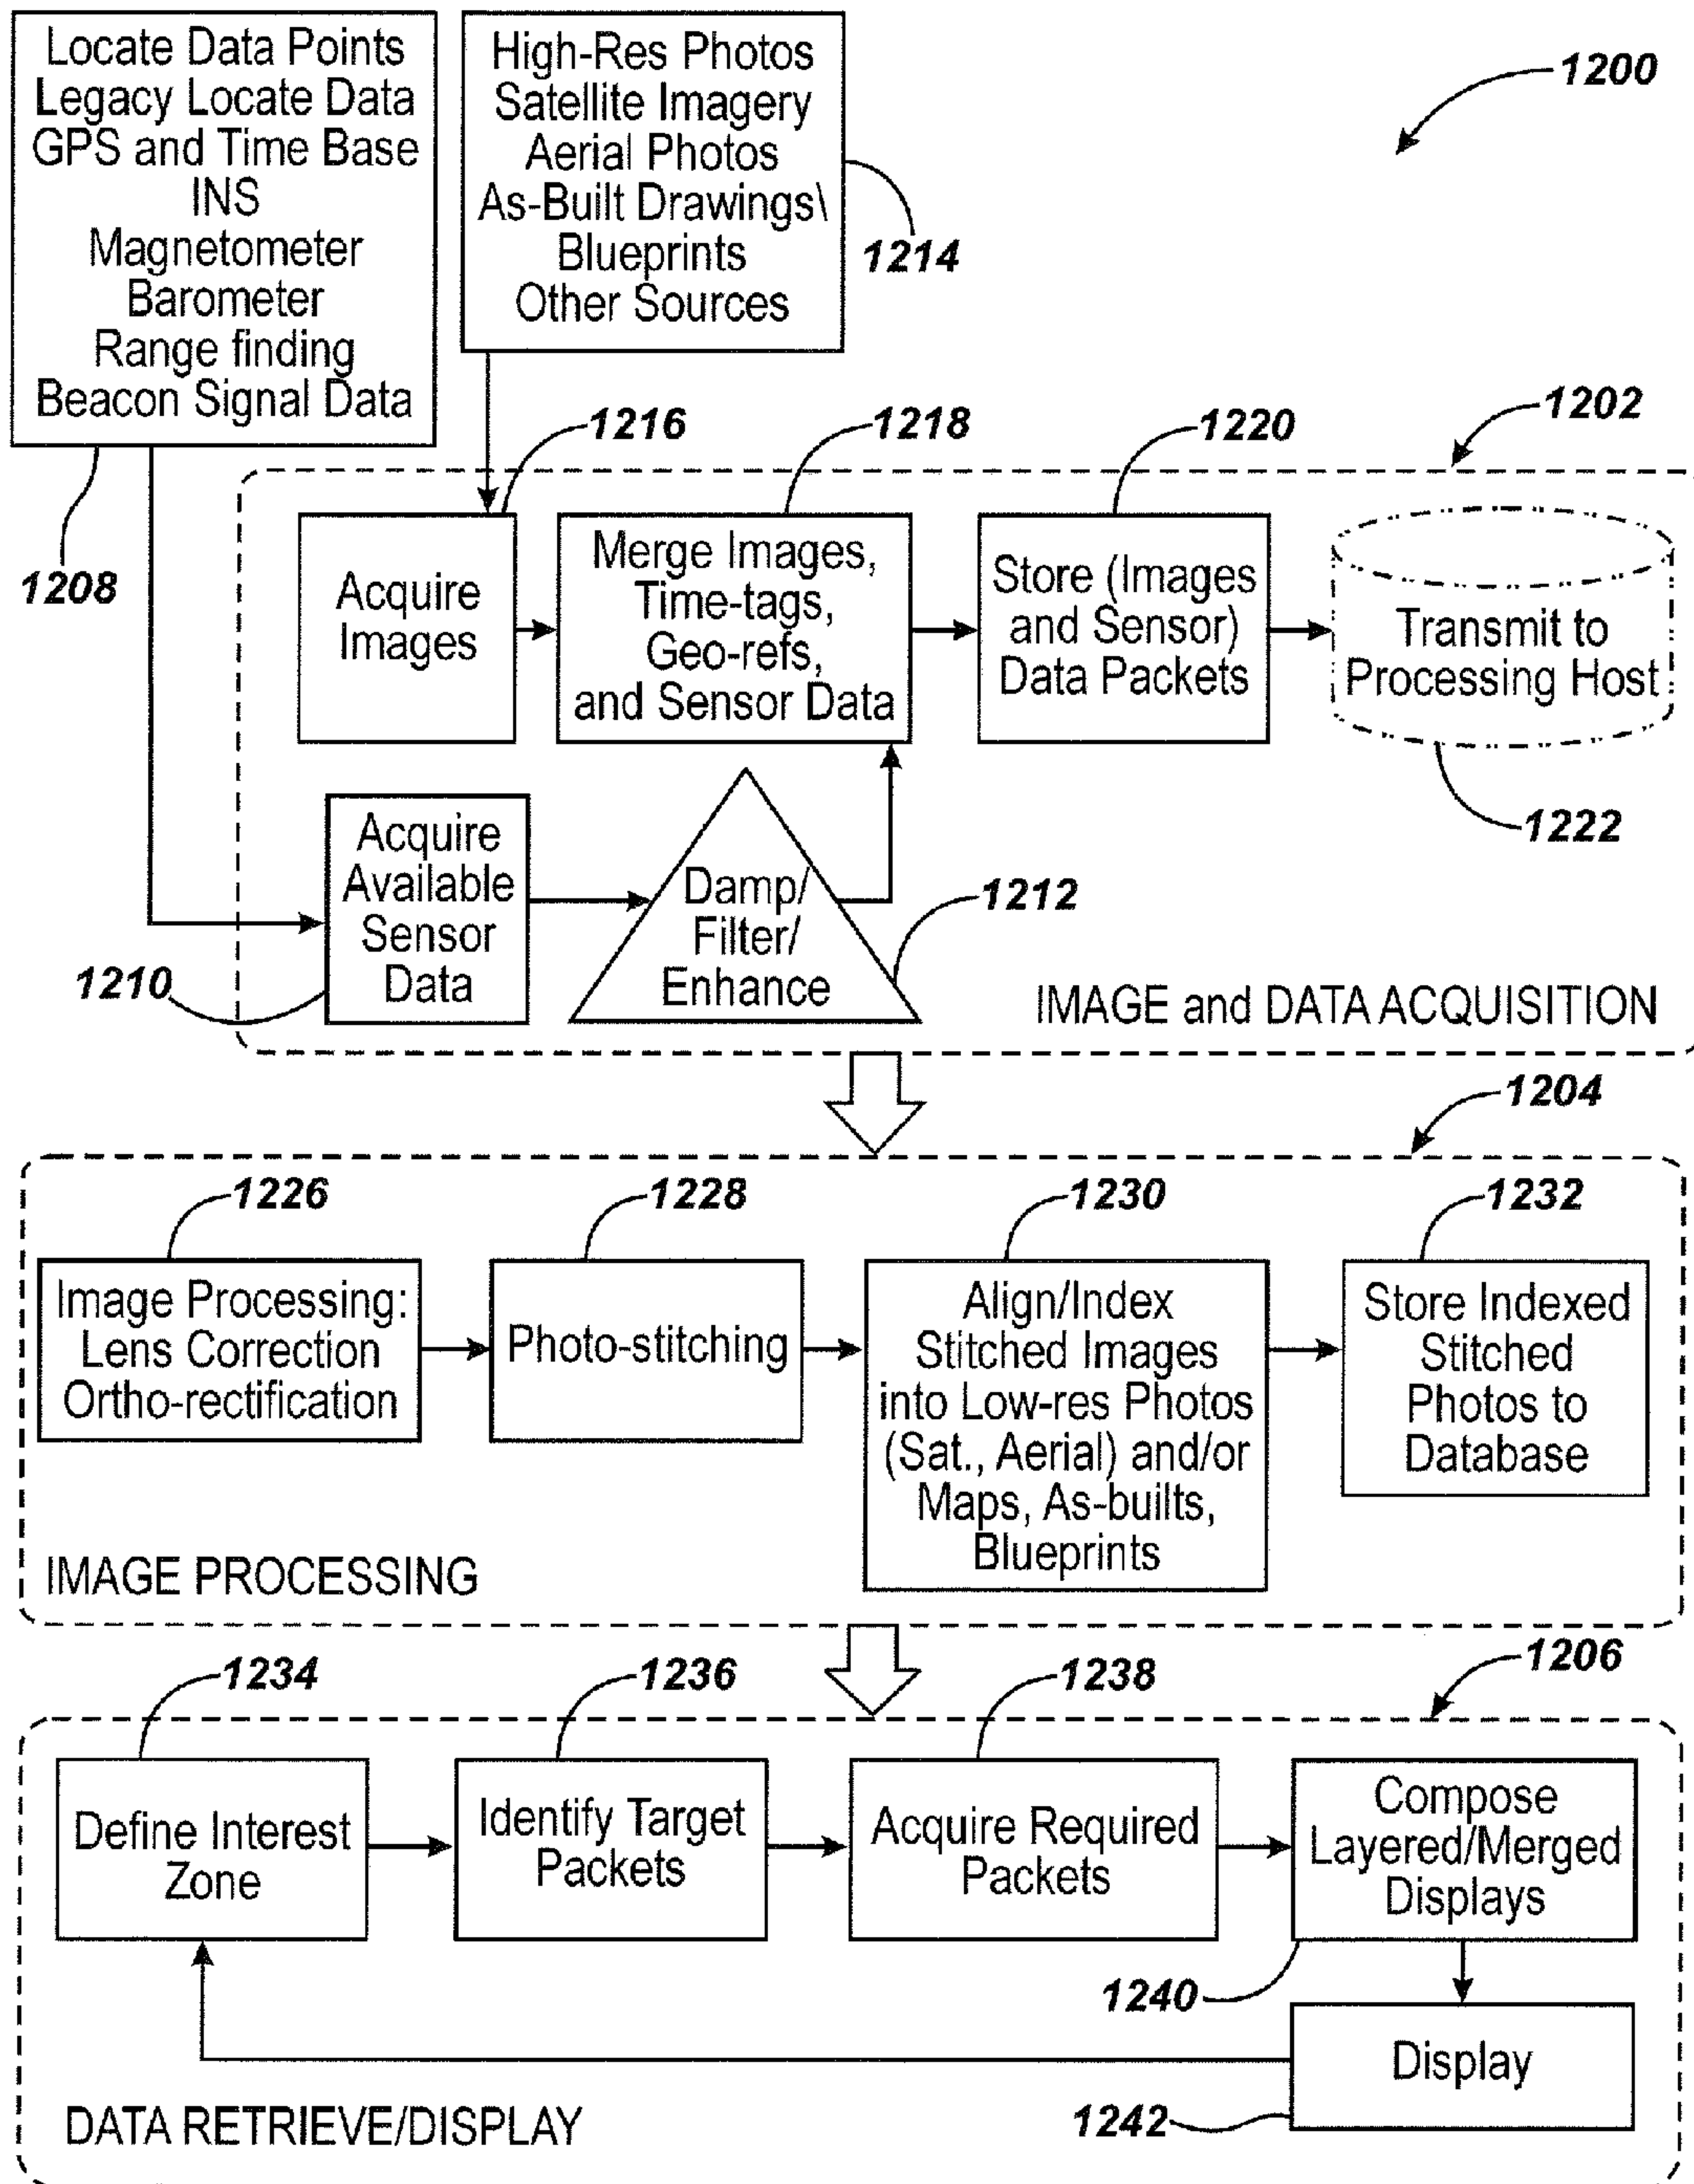 Locate Data Points
Legacy Locate Data
GPS and Time Base
INS
Magnetometer
Barometer
Range finding
Beacon Signal Data
1208
High-Res Photos
Satellite Imagery
Aerial Photos
As-Built Drawings\
Blueprints
Other Sources
1214
1200
1202
1216
Acquire
Images
1218
Merge Images,
Time-tags,
Geo-refs,
and Sensor Data
1220
Store (Images
and Sensor)
Data Packets
Transmit to
Processing Host
1222
Acquire
Available
Sensor
Data
1210
Damp/
Filter/
Enhance
1212
IMAGE and DATA ACQUISITION
1204
1226
Image Processing:
Lens Correction
Ortho-rectification
1228
Photo-stitching
1230
Align/Index
Stitched Images
into Low-res Photos
(Sat., Aerial) and/or
Maps, As-builts,
Blueprints
1232
Store Indexed
Stitched
Photos to
Database
IMAGE PROCESSING
1206
1234
Define Interest
Zone
1236
Identify Target
Packets
1238
Acquire Required
Packets
Compose
Layered/Merged
Displays
1240
Display
1242
DATA RETRIEVE/DISPLAY